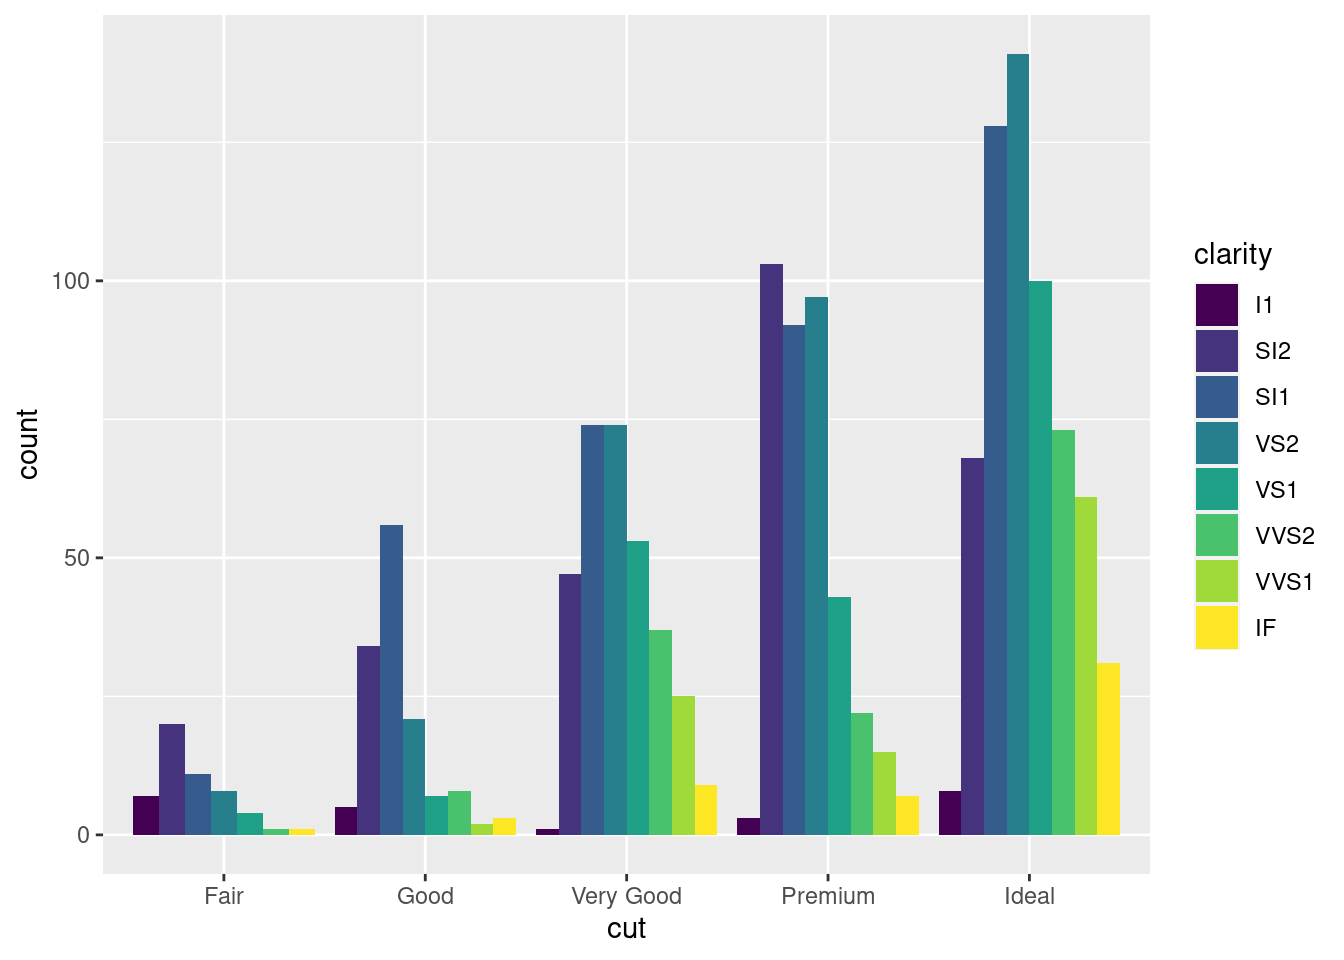 count
100
50
0
Fair
Good
Very Good
Premium
Ideal
cut
clarity
I1
SI2
SI1
VS2
VS1
VVS2
VVS1
IF